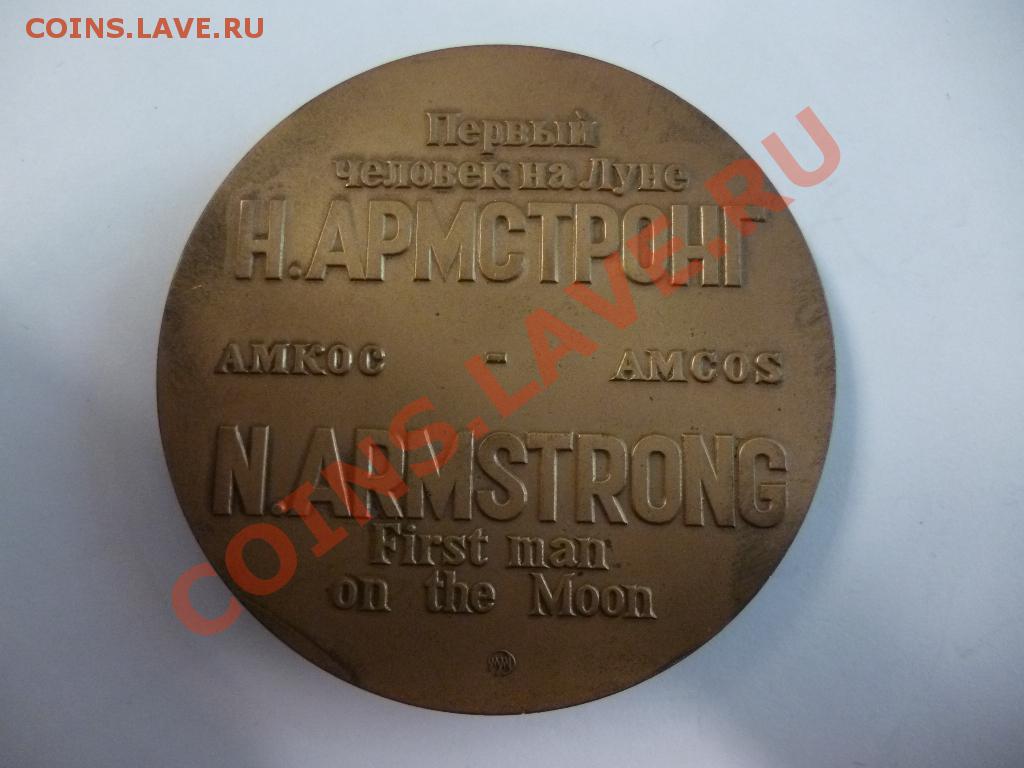 COINS.LAVE.RU
Первый
человек на Луне
Н.АРМСТРОНГ
АМКОС - AMCOS
N.ARMSTRONG
First man
on the Moon
COINS.LAVE.RU